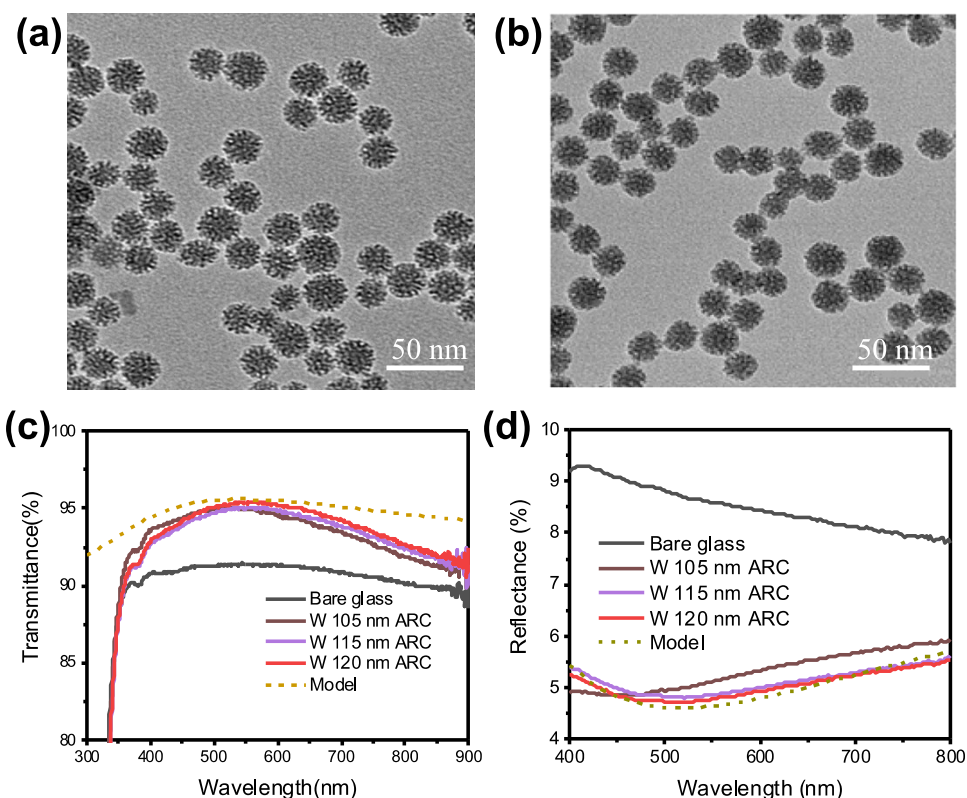 (a)
50 nm
(b)
50 nm
(c)
100
95
90
85
80
Transmittance(%)
Bare glass
W 105 nm ARC
W 115 nm ARC
W 120 nm ARC
Model
300 400 500 600 700 800 900
Wavelength(nm)
(d)
10
9
8
7
6
5
4
Reflectance (%)
Bare glass
W 105 nm ARC
W 115 nm ARC
W 120 nm ARC
Model
400 500 600 700 800
Wavelength (nm)